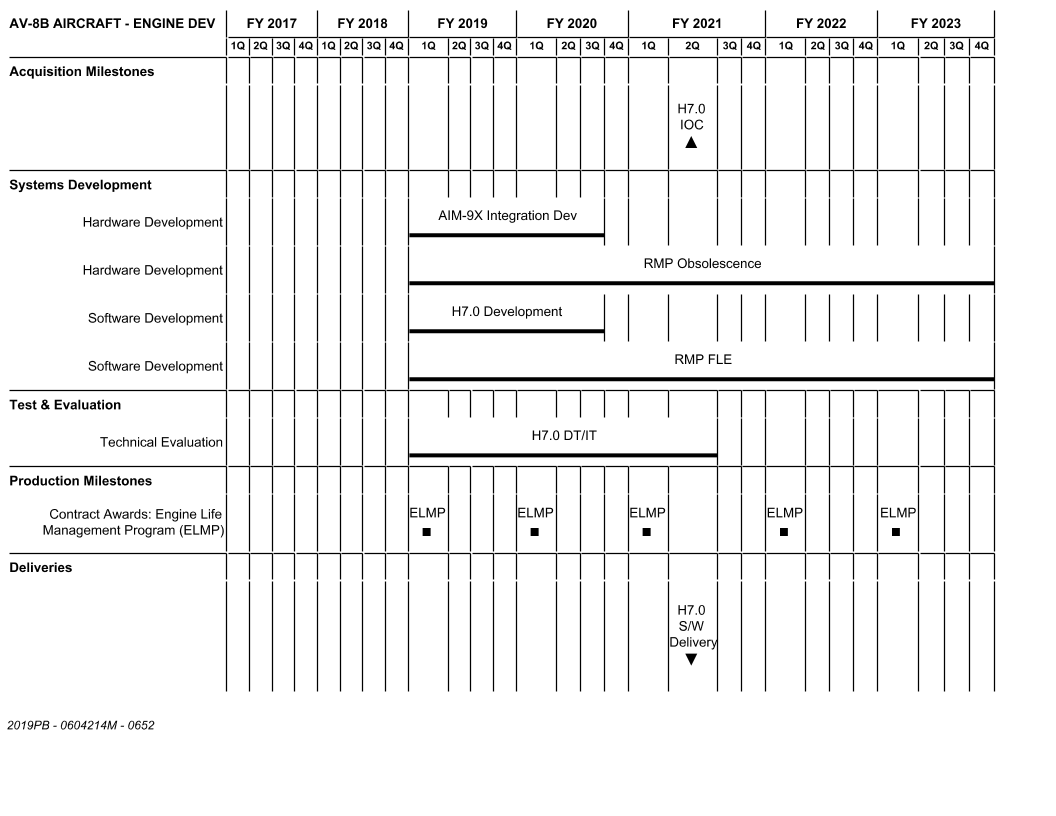 AV-8B AIRCRAFT - ENGINE DEV FY 2017 FY 2018 FY 2019 FY 2020 FY 2021 FY 2022 FY 2023
1Q 2Q 3Q 4Q 1Q 2Q 3Q 4Q 1Q 2Q 3Q 4Q 1Q 2Q 3Q 4Q 1Q 2Q 3Q 4Q 1Q 2Q 3Q 4Q 1Q 2Q 3Q 4Q
Acquisition Milestones
H7.0
IOC
Systems Development
Hardware Development AIM-9X Integration Dev
Hardware Development RMP Obsolescence
Software Development H7.0 Development
Software Development RMP FLE
Test & Evaluation
Technical Evaluation H7.0 DT/IT
Production Milestones
Contract Awards: Engine Life ELMP ELMP ELMP ELMP ELMP
Management Program (ELMP)
Deliveries
H7.0
S/W
Delivery
2019PB - 0604214M - 0652